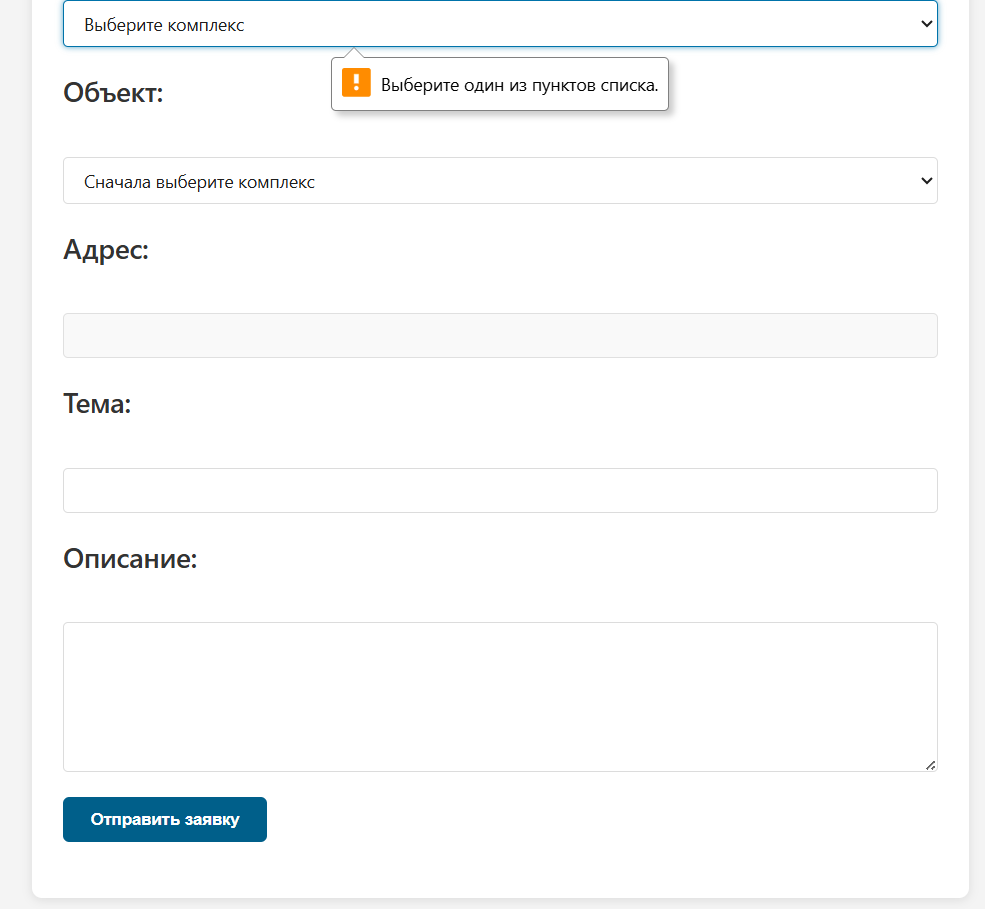 Выберите комплекс
Выберите один из пунктов списка.
Объект:
Сначала выберите комплекс
Адрес:
Тема:
Описание:
Отправить заявку